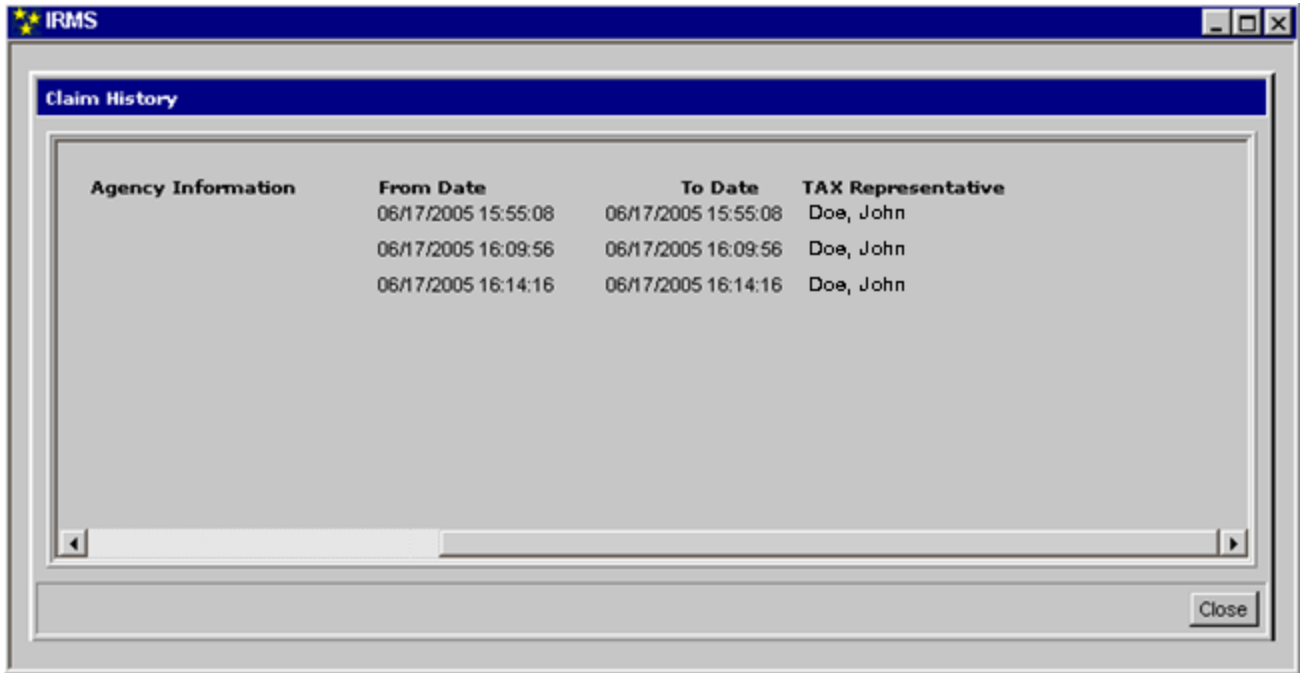 IRMS
Claim History
Agency Information From Date To Date TAX Representative
06/17/2005 15:55:08 06/17/2005 15:55:08 Doe, John
06/17/2005 16:09:56 06/17/2005 16:09:56 Doe, John
06/17/2005 16:14:16 06/17/2005 16:14:16 Doe, John
Close